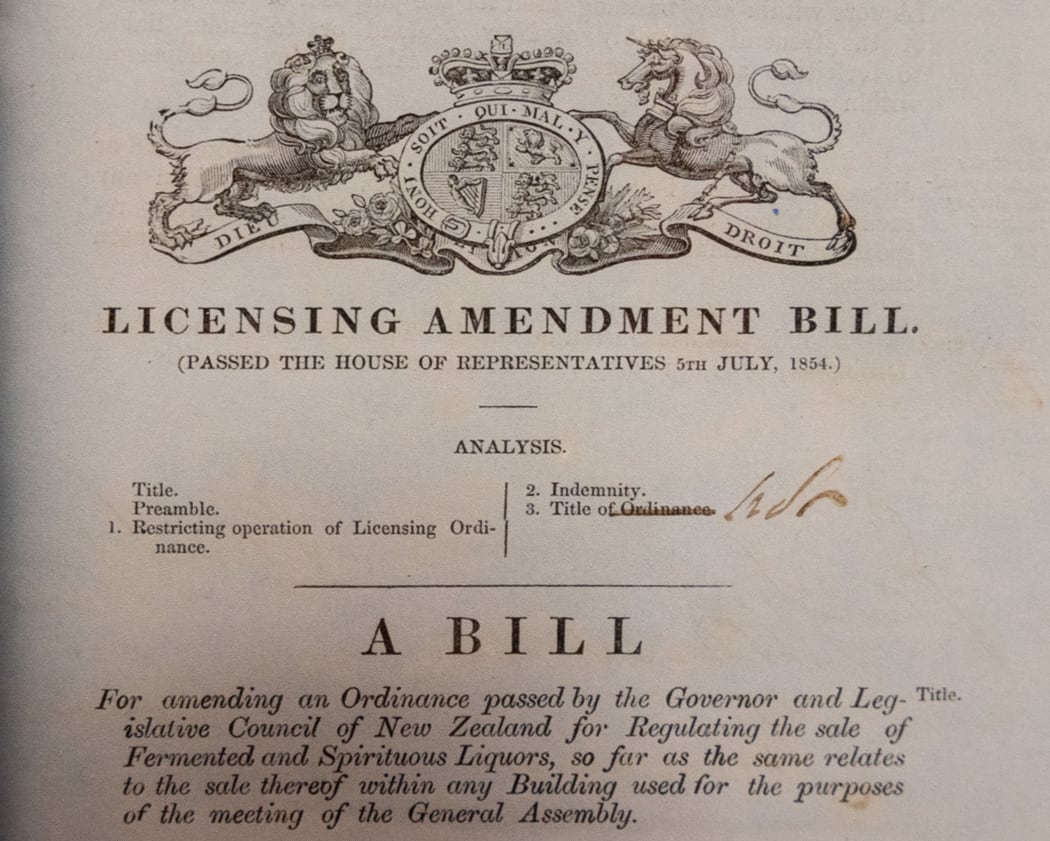 HONI · SOIT · QUI · MAL · Y · PENSE
DIEU ET MON DROIT
LICENSING AMENDMENT BILL.
(PASSED THE HOUSE OF REPRESENTATIVES 5TH JULY, 1854.)
ANALYSIS.
Title.
Preamble.
1. Restricting operation of Licensing Ordi-
nance.
2. Indemnity.
3. Title of Ordinance.
A BILL
For amending an Ordinance passed by the Governor and Leg-
islative Council of New Zealand for Regulating the sale of
Fermented and Spirituous Liquors, so far as the same relates
to the sale thereof within any Building used for the purposes
of the meeting of the General Assembly.
Title.